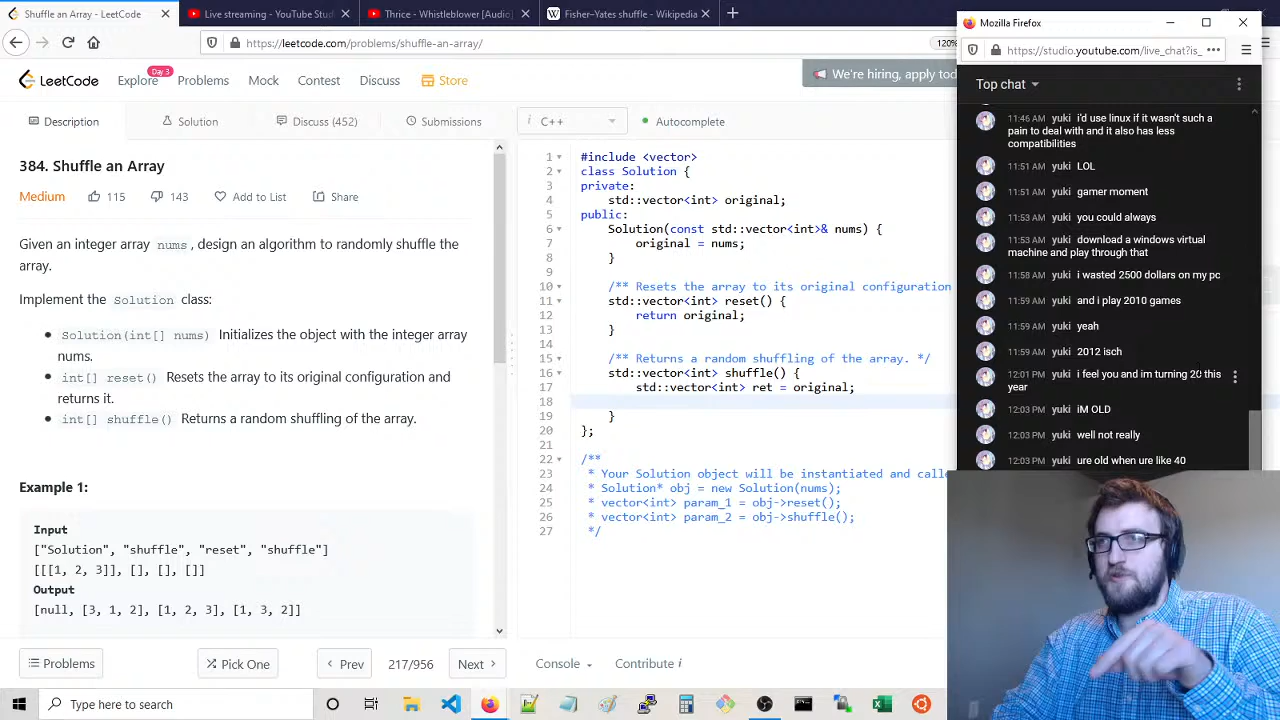 Shuffle an Array - LeetCode
Live streaming - YouTube Stud
Thrice - Whistleblower [Audio]
Fisher–Yates shuffle - Wikipedia
https://leetcode.com/problems/shuffle-an-array/
120%
LeetCode
Explore
Day 3
Problems
Mock
Contest
Discuss
Store
We're hiring, apply tod
Description
Solution
Discuss (452)
Submissions
384. Shuffle an Array
Medium
115
143
Add to List
Share
Given an integer array nums , design an algorithm to randomly shuffle the
array.
Implement the Solution class:
Solution(int[] nums) Initializes the object with the integer array
nums.
int[] reset() Resets the array to its original configuration and
returns it.
int[] shuffle() Returns a random shuffling of the array.
Example 1:
Input
["Solution", "shuffle", "reset", "shuffle"]
[[[1, 2, 3]], [], [], []]
Output
[null, [3, 1, 2], [1, 2, 3], [1, 3, 2]]
Problems
Pick One
Prev
217/956
Next
i C++
Autocomplete
1 #include <vector>
2 class Solution {
3 private:
4 std::vector<int> original;
5 public:
6 Solution(const std::vector<int>& nums) {
7 original = nums;
8 }
9
10 /** Resets the array to its original configuration
11 std::vector<int> reset() {
12 return original;
13 }
14
15 /** Returns a random shuffling of the array. */
16 std::vector<int> shuffle() {
17 std::vector<int> ret = original;
18
19 }
20 };
21
22 /**
23 * Your Solution object will be instantiated and calle
24 * Solution* obj = new Solution(nums);
25 * vector<int> param_1 = obj->reset();
26 * vector<int> param_2 = obj->shuffle();
27 */
Console
Contribute i
Mozilla Firefox
https://studio.youtube.com/live_chat?is_
Top chat
11:46 AM yuki i'd use linux if it wasn't such a
pain to deal with and it also has less
compatibilities
11:51 AM yuki LOL
11:51 AM yuki gamer moment
11:53 AM yuki you could always
11:53 AM yuki download a windows virtual
machine and play through that
11:58 AM yuki i wasted 2500 dollars on my pc
11:59 AM yuki and i play 2010 games
11:59 AM yuki yeah
11:59 AM yuki 2012 isch
12:01 PM yuki i feel you and im turning 20 this
year
12:03 PM yuki iM OLD
12:03 PM yuki well not really
12:03 PM yuki ure old when ure like 40
Type here to search